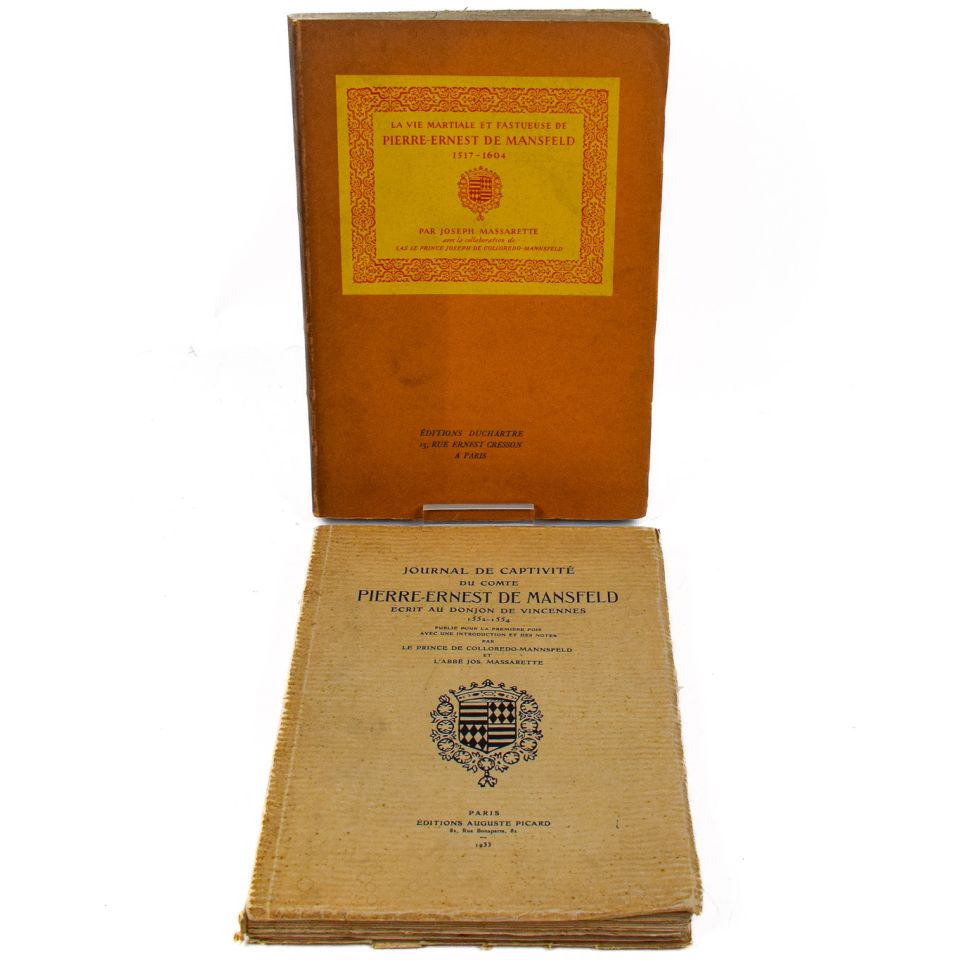 LA VIE MARTIALE ET FASTUEUSE DE
PIERRE-ERNEST DE MANSFELD
1517-1604
PAR JOSEPH MASSARETTE
avec la collaboration de
S.A.S LE PRINCE JOSEPH DE COLLOREDO-MANNSFELD
ÉDITIONS DUCHARTRE
15, RUE ERNEST CRESSON
A PARIS
JOURNAL DE CAPTIVITÉ
DU COMTE
PIERRE-ERNEST DE MANSFELD
ÉCRIT AU DONJON DE VINCENNES
1552-1554
PUBLIÉ POUR LA PREMIÈRE FOIS
AVEC UNE INTRODUCTION ET DES NOTES
PAR
LE PRINCE DE COLLOREDO-MANNSFELD
ET
L'ABBÉ JOS. MASSARETTE
PARIS
ÉDITIONS AUGUSTE PICARD
82, Rue Bonaparte, 82
1933